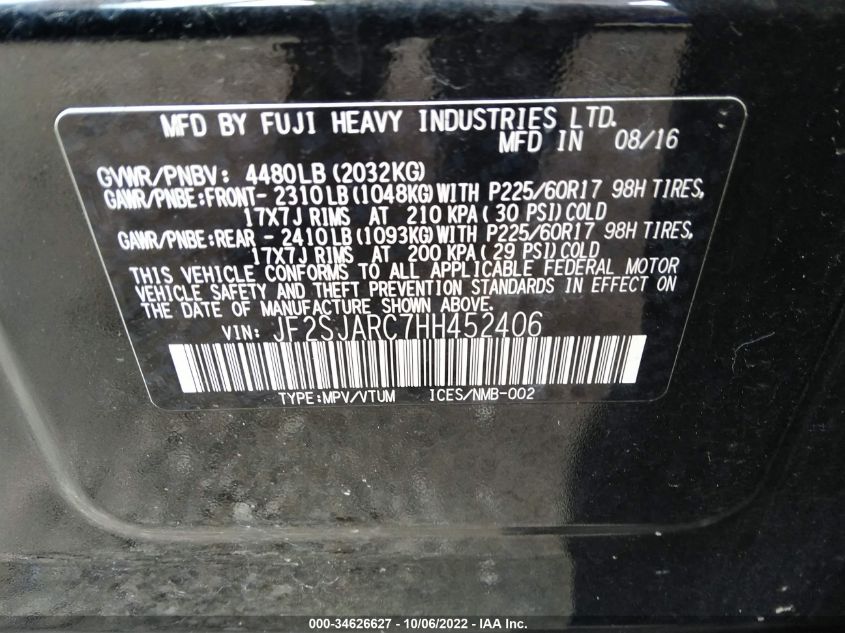 MFD BY FUJI HEAVY INDUSTRIES LTD.
MFD IN 08/16
GVWR/PNBV: 4480LB (2032KG)
GAWR/PNBE:FRONT- 2310LB (1048KG) WITH P225/60R17 98H TIRES,
17X7J RIMS AT 210 KPA ( 30 PSI) COLD
GAWR/PNBE:REAR - 2410LB (1093KG) WITH P225/60R17 98H TIRES,
17X7J RIMS AT 200 KPA ( 29 PSI) COLD
THIS VEHICLE CONFORMS TO ALL APPLICABLE FEDERAL MOTOR
VEHICLE SAFETY AND THEFT PREVENTION STANDARDS IN EFFECT ON
THE DATE OF MANUFACTURE SHOWN ABOVE.
VIN: JF2SJARC7HH452406
TYPE:MPV/VTUM ICES/NMB-002
000-34626627 - 10/06/2022 - IAA Inc.